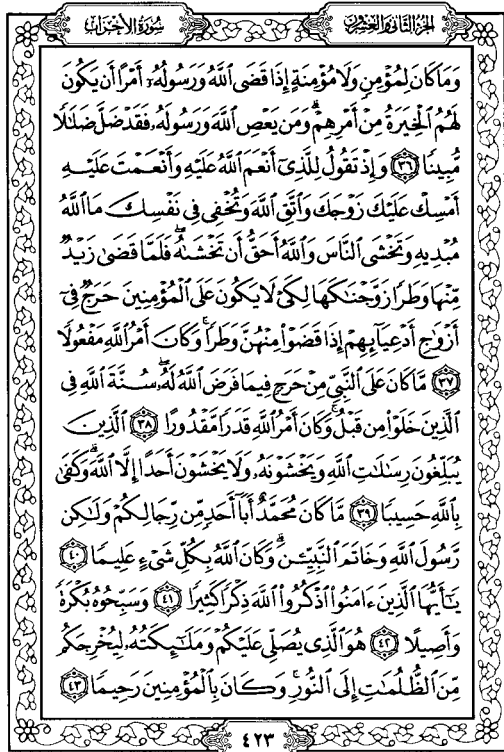 الجزء الثاني والعشرون
سورة الأحزاب
وَمَا كَانَ لِمُؤْمِنٍ وَلَا مُؤْمِنَةٍ إِذَا قَضَى ٱللَّهُ وَرَسُولُهُۥٓ أَمْرًا أَن يَكُونَ
لَهُمُ ٱلْخِيَرَةُ مِنْ أَمْرِهِمْ ۗ وَمَن يَعْصِ ٱللَّهَ وَرَسُولَهُۥ فَقَدْ ضَلَّ ضَلَٰلًا
مُّبِينًا ٣٦ وَإِذْ تَقُولُ لِلَّذِىٓ أَنْعَمَ ٱللَّهُ عَلَيْهِ وَأَنْعَمْتَ عَلَيْهِ
أَمْسِكْ عَلَيْكَ زَوْجَكَ وَٱتَّقِ ٱللَّهَ وَتُخْفِى فِى نَفْسِكَ مَا ٱللَّهُ
مُبْدِيهِ وَتَخْشَى ٱلنَّاسَ وَٱللَّهُ أَحَقُّ أَن تَخْشَىٰهُ ۖ فَلَمَّا قَضَىٰ زَيْدٌ
مِّنْهَا وَطَرًا زَوَّجْنَٰكَهَا لِكَىْ لَا يَكُونَ عَلَى ٱلْمُؤْمِنِينَ حَرَجٌ فِىٓ
أَزْوَٰجِ أَدْعِيَآئِهِمْ إِذَا قَضَوْا۟ مِنْهُنَّ وَطَرًا ۚ وَكَانَ أَمْرُ ٱللَّهِ مَفْعُولًا
٣٧ مَّا كَانَ عَلَى ٱلنَّبِىِّ مِنْ حَرَجٍ فِيمَا فَرَضَ ٱللَّهُ لَهُۥ ۖ سُنَّةَ ٱللَّهِ فِى
ٱلَّذِينَ خَلَوْا۟ مِن قَبْلُ ۚ وَكَانَ أَمْرُ ٱللَّهِ قَدَرًا مَّقْدُورًا ٣٨ ٱلَّذِينَ
يُبَلِّغُونَ رِسَٰلَٰتِ ٱللَّهِ وَيَخْشَوْنَهُۥ وَلَا يَخْشَوْنَ أَحَدًا إِلَّا ٱللَّهَ ۗ وَكَفَىٰ
بِٱللَّهِ حَسِيبًا ٣٩ مَّا كَانَ مُحَمَّدٌ أَبَآ أَحَدٍ مِّن رِّجَالِكُمْ وَلَٰكِن
رَّسُولَ ٱللَّهِ وَخَاتَمَ ٱلنَّبِيِّـۧنَ ۗ وَكَانَ ٱللَّهُ بِكُلِّ شَىْءٍ عَلِيمًا ٤٠
يَٰٓأَيُّهَا ٱلَّذِينَ ءَامَنُوا۟ ٱذْكُرُوا۟ ٱللَّهَ ذِكْرًا كَثِيرًا ٤١ وَسَبِّحُوهُ بُكْرَةً
وَأَصِيلًا ٤٢ هُوَ ٱلَّذِى يُصَلِّى عَلَيْكُمْ وَمَلَٰٓئِكَتُهُۥ لِيُخْرِجَكُم
مِّنَ ٱلظُّلُمَٰتِ إِلَى ٱلنُّورِ ۚ وَكَانَ بِٱلْمُؤْمِنِينَ رَحِيمًا ٤٣
٤٢٣